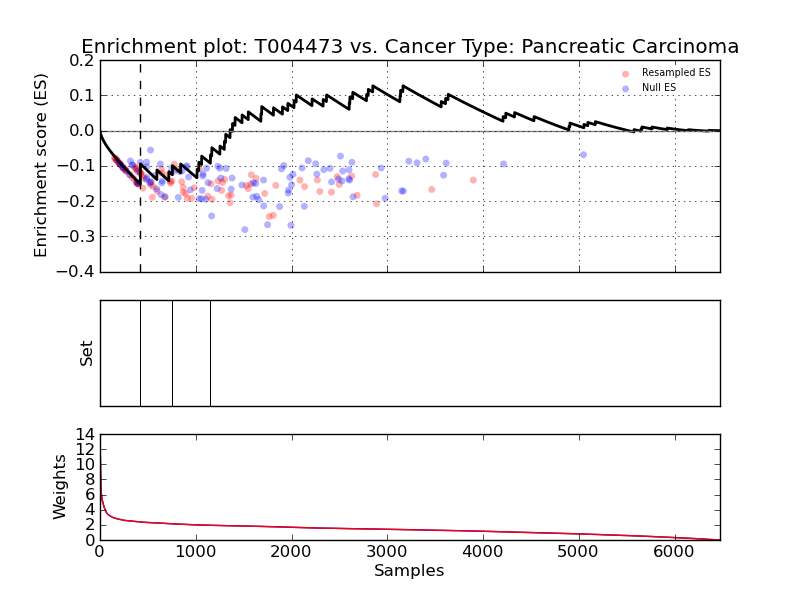 Enrichment plot: T004473 vs. Cancer Type: Pancreatic Carcinoma
0.2
0.1
0.0
−0.1
−0.2
−0.3
−0.4
Enrichment score (ES)
Resampled ES
Null ES
Set
14
12
10
8
6
4
2
0
Weights
0 1000 2000 3000 4000 5000 6000
Samples